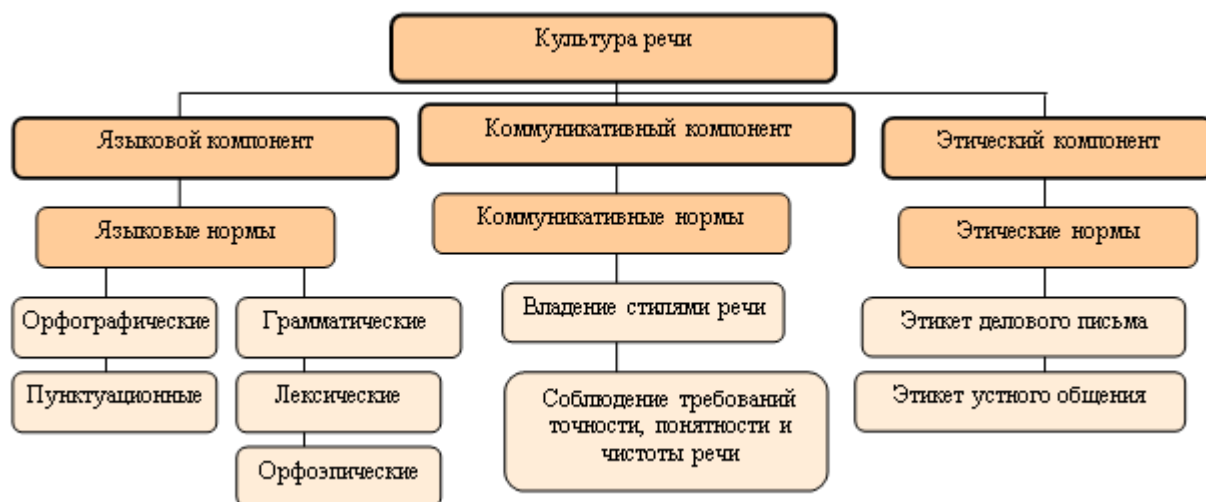 Культура речи
Языковой компонент
Коммуникативный компонент
Этический компонент
Языковые нормы
Коммуникативные нормы
Этические нормы
Орфографические
Грамматические
Владение стилями речи
Этикет делового письма
Пунктуационные
Лексические
Соблюдение требований
точности, понятности и
чистоты речи
Этикет устного общения
Орфоэпические